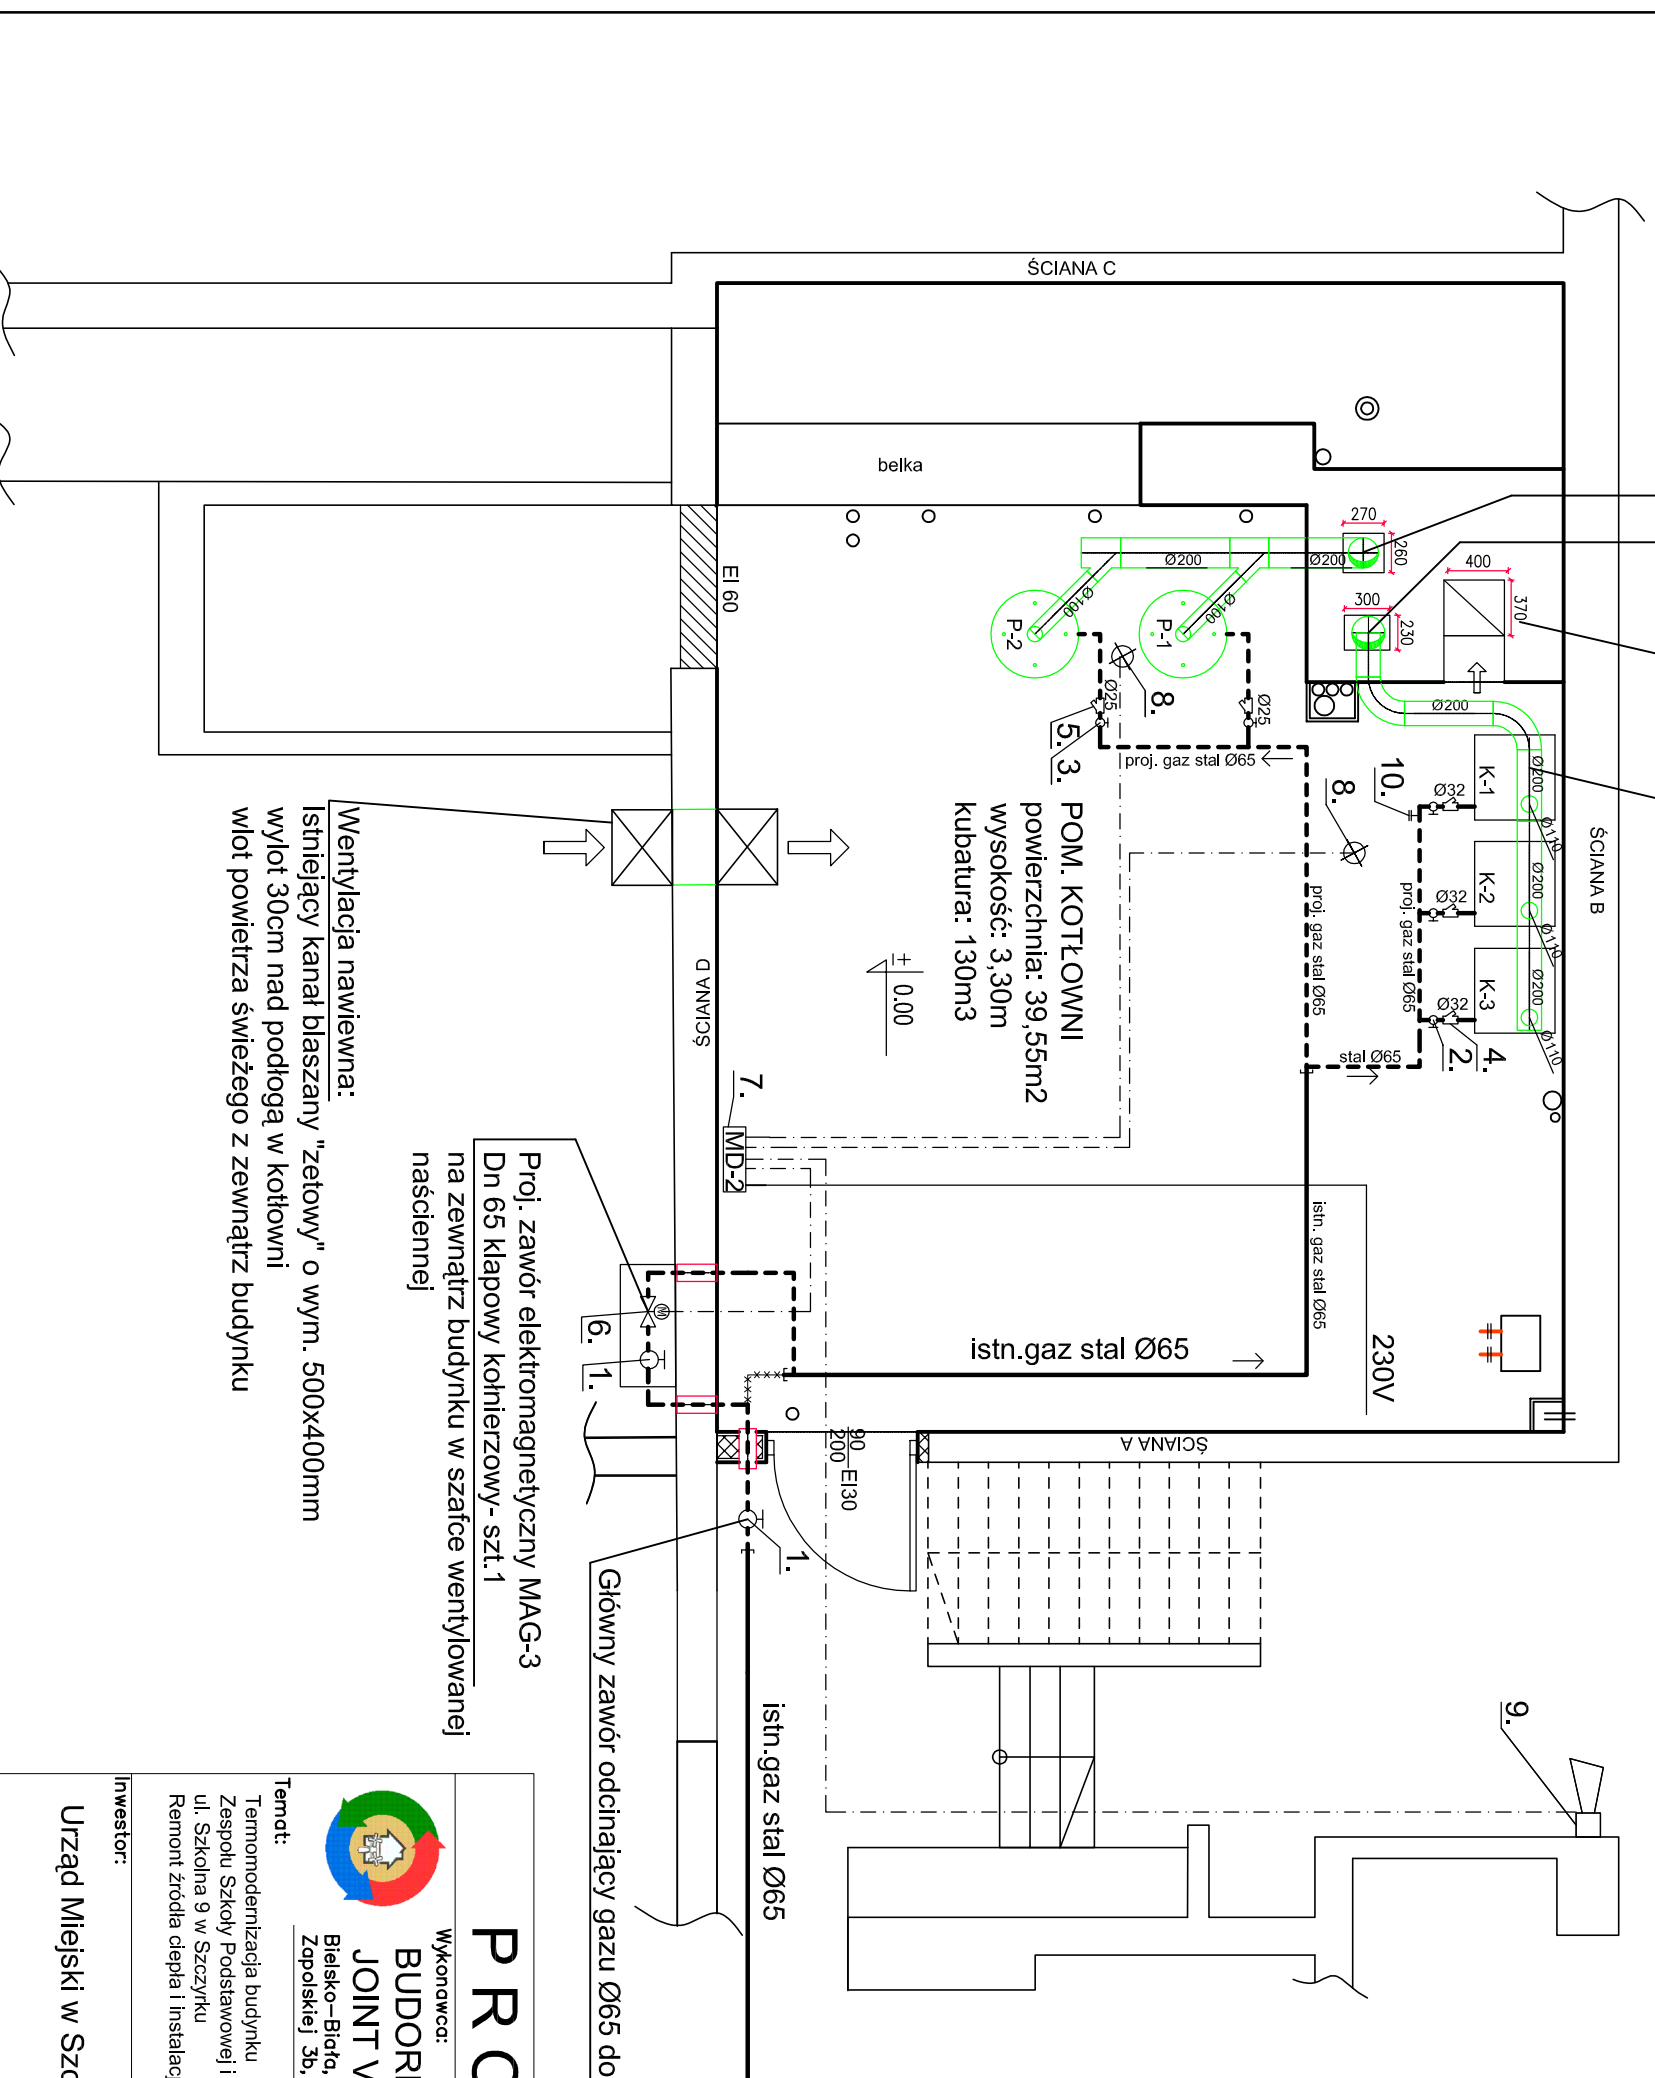 ŚCIANA C
belka
EI 60
270
260
400
370
300
230
Ø200
Ø200
Ø100
Ø100
P-2
P-1
Ø25
Ø25
8.
5. 3.
proj. gaz stal Ø65
Ø200
10.
8.
K-1
K-2
K-3
Ø200
Ø200
Ø200
Ø110
Ø110
Ø110
Ø32
Ø32
Ø32
ŚCIANA B
proj. gaz stal Ø65
proj. gaz stal Ø65
4.
2.
stal Ø65
POM. KOTŁOWNI
powierzchnia: 39,55m2
wysokość: 3,30m
kubatura: 130m3
± 0.00
ŚCIANA D
7.
MD-2
istn. gaz stal Ø65
istn.gaz stal Ø65
230V
M
6.
1.
90
200
EI30
ŚCIANA A
1.
9.
Wentylacja nawiewna:
Istniejący kanał blaszany "zetowy" o wym. 500x400mm
wylot 30cm nad podłogą w kotłowni
wlot powietrza świeżego z zewnątrz budynku
Proj. zawór elektromagnetyczny MAG-3
Dn 65 klapowy kołnierzowy- szt.1
na zewnątrz budynku w szafce wentylowanej
naściennej
Główny zawór odcinający gazu Ø65 do
istn.gaz stal Ø65
Wykonawca:
JOINT
Bielsko-Biała,
Zapolskiej 3b,
Temat:
Termomodernizacja budynku
Zespołu Szkoły Podstawowej i
ul. Szkolna 9 w Szczyrku
Remont źródła ciepła i
Inwestor:
Urząd Miejski w